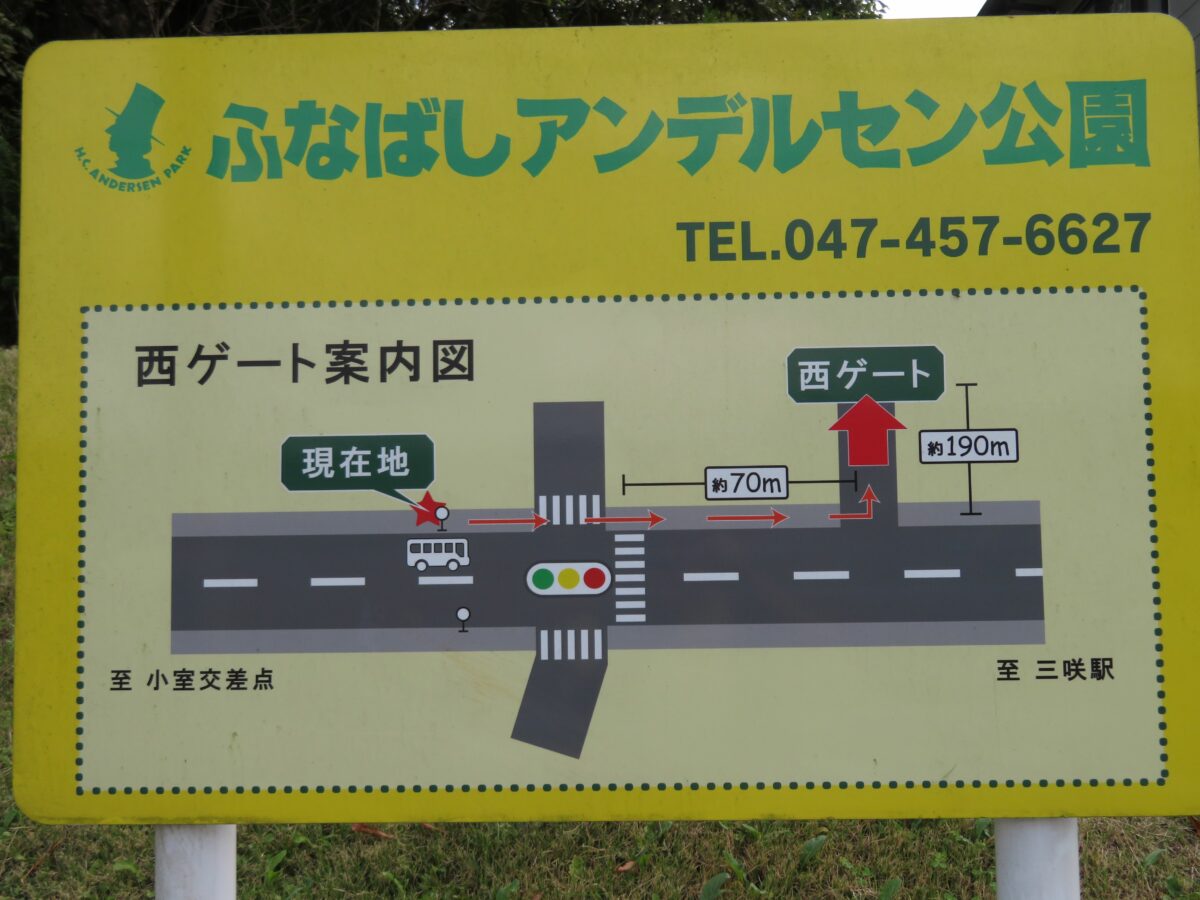 H.C. ANDERSEN PARK
ふなばしアンデルセン公園
TEL.047-457-6627
西ゲート案内図
西ゲート
現在地
約190m
約70m
至 小室交差点
至 三咲駅